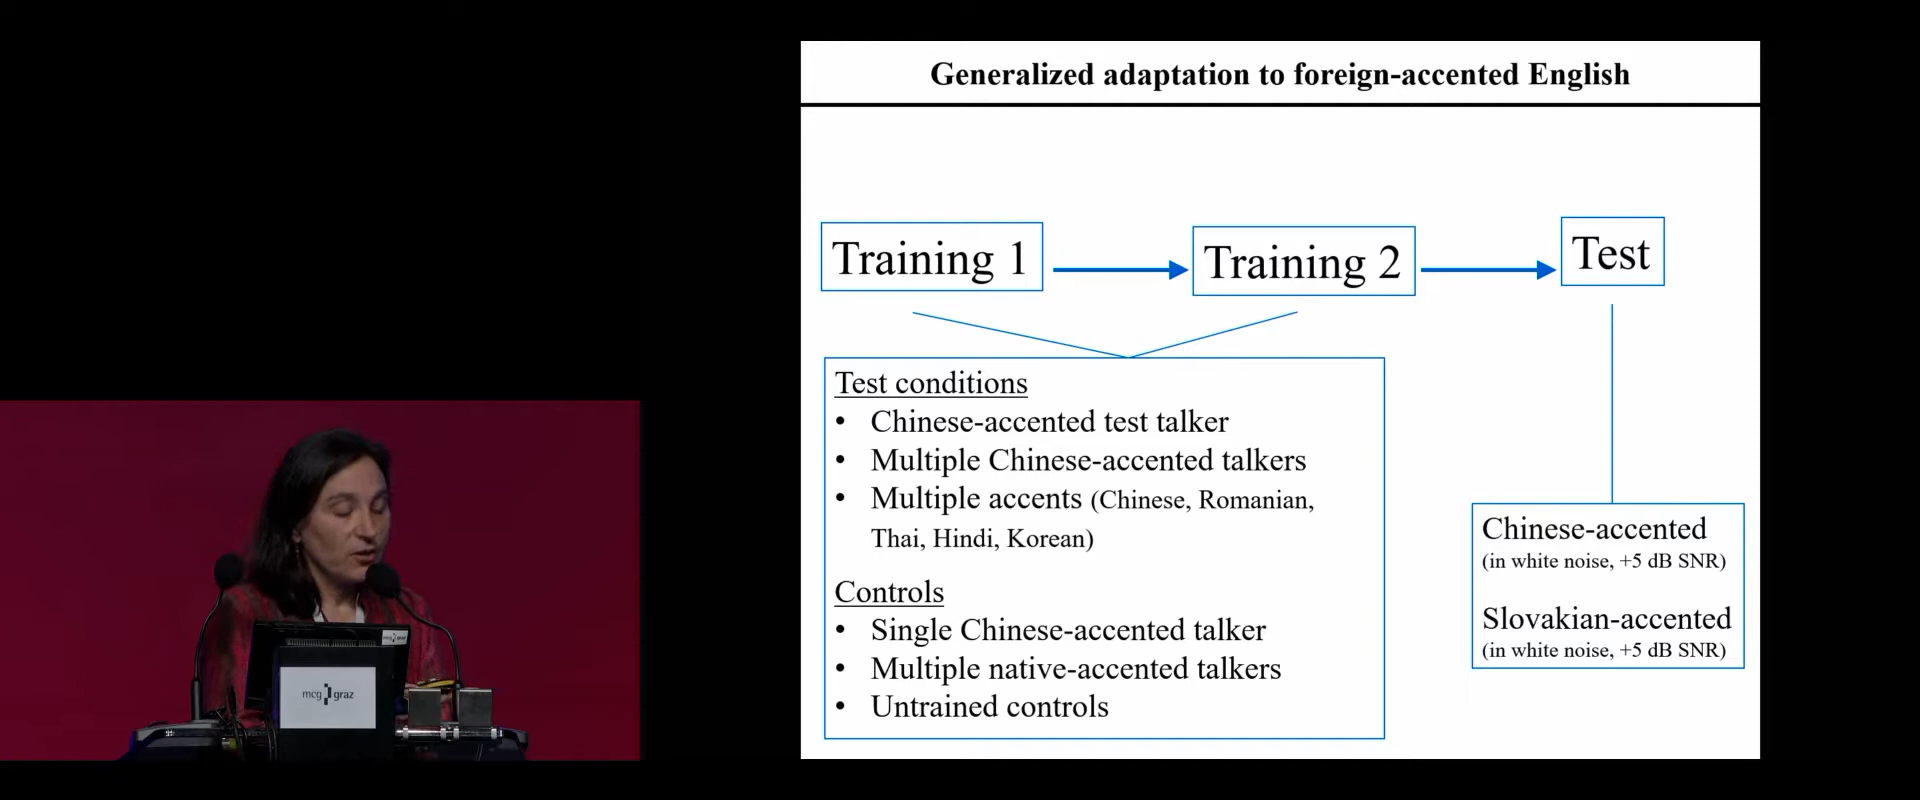 Generalized adaptation to foreign-accented English
Training 1
Training 2
Test
Test conditions
• Chinese-accented test talker
• Multiple Chinese-accented talkers
• Multiple accents (Chinese, Romanian,
Thai, Hindi, Korean)
Controls
• Single Chinese-accented talker
• Multiple native-accented talkers
• Untrained controls
Chinese-accented
(in white noise, +5 dB SNR)
Slovakian-accented
(in white noise, +5 dB SNR)
mcg graz